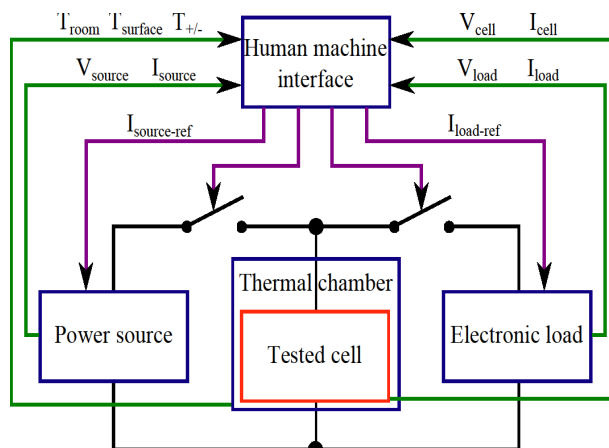 T_room T_surface T_+/-
V_cell I_cell
Human machine
interface
V_source I_source
V_load I_load
I_source-ref
I_load-ref
Thermal chamber
Power source
Tested cell
Electronic load